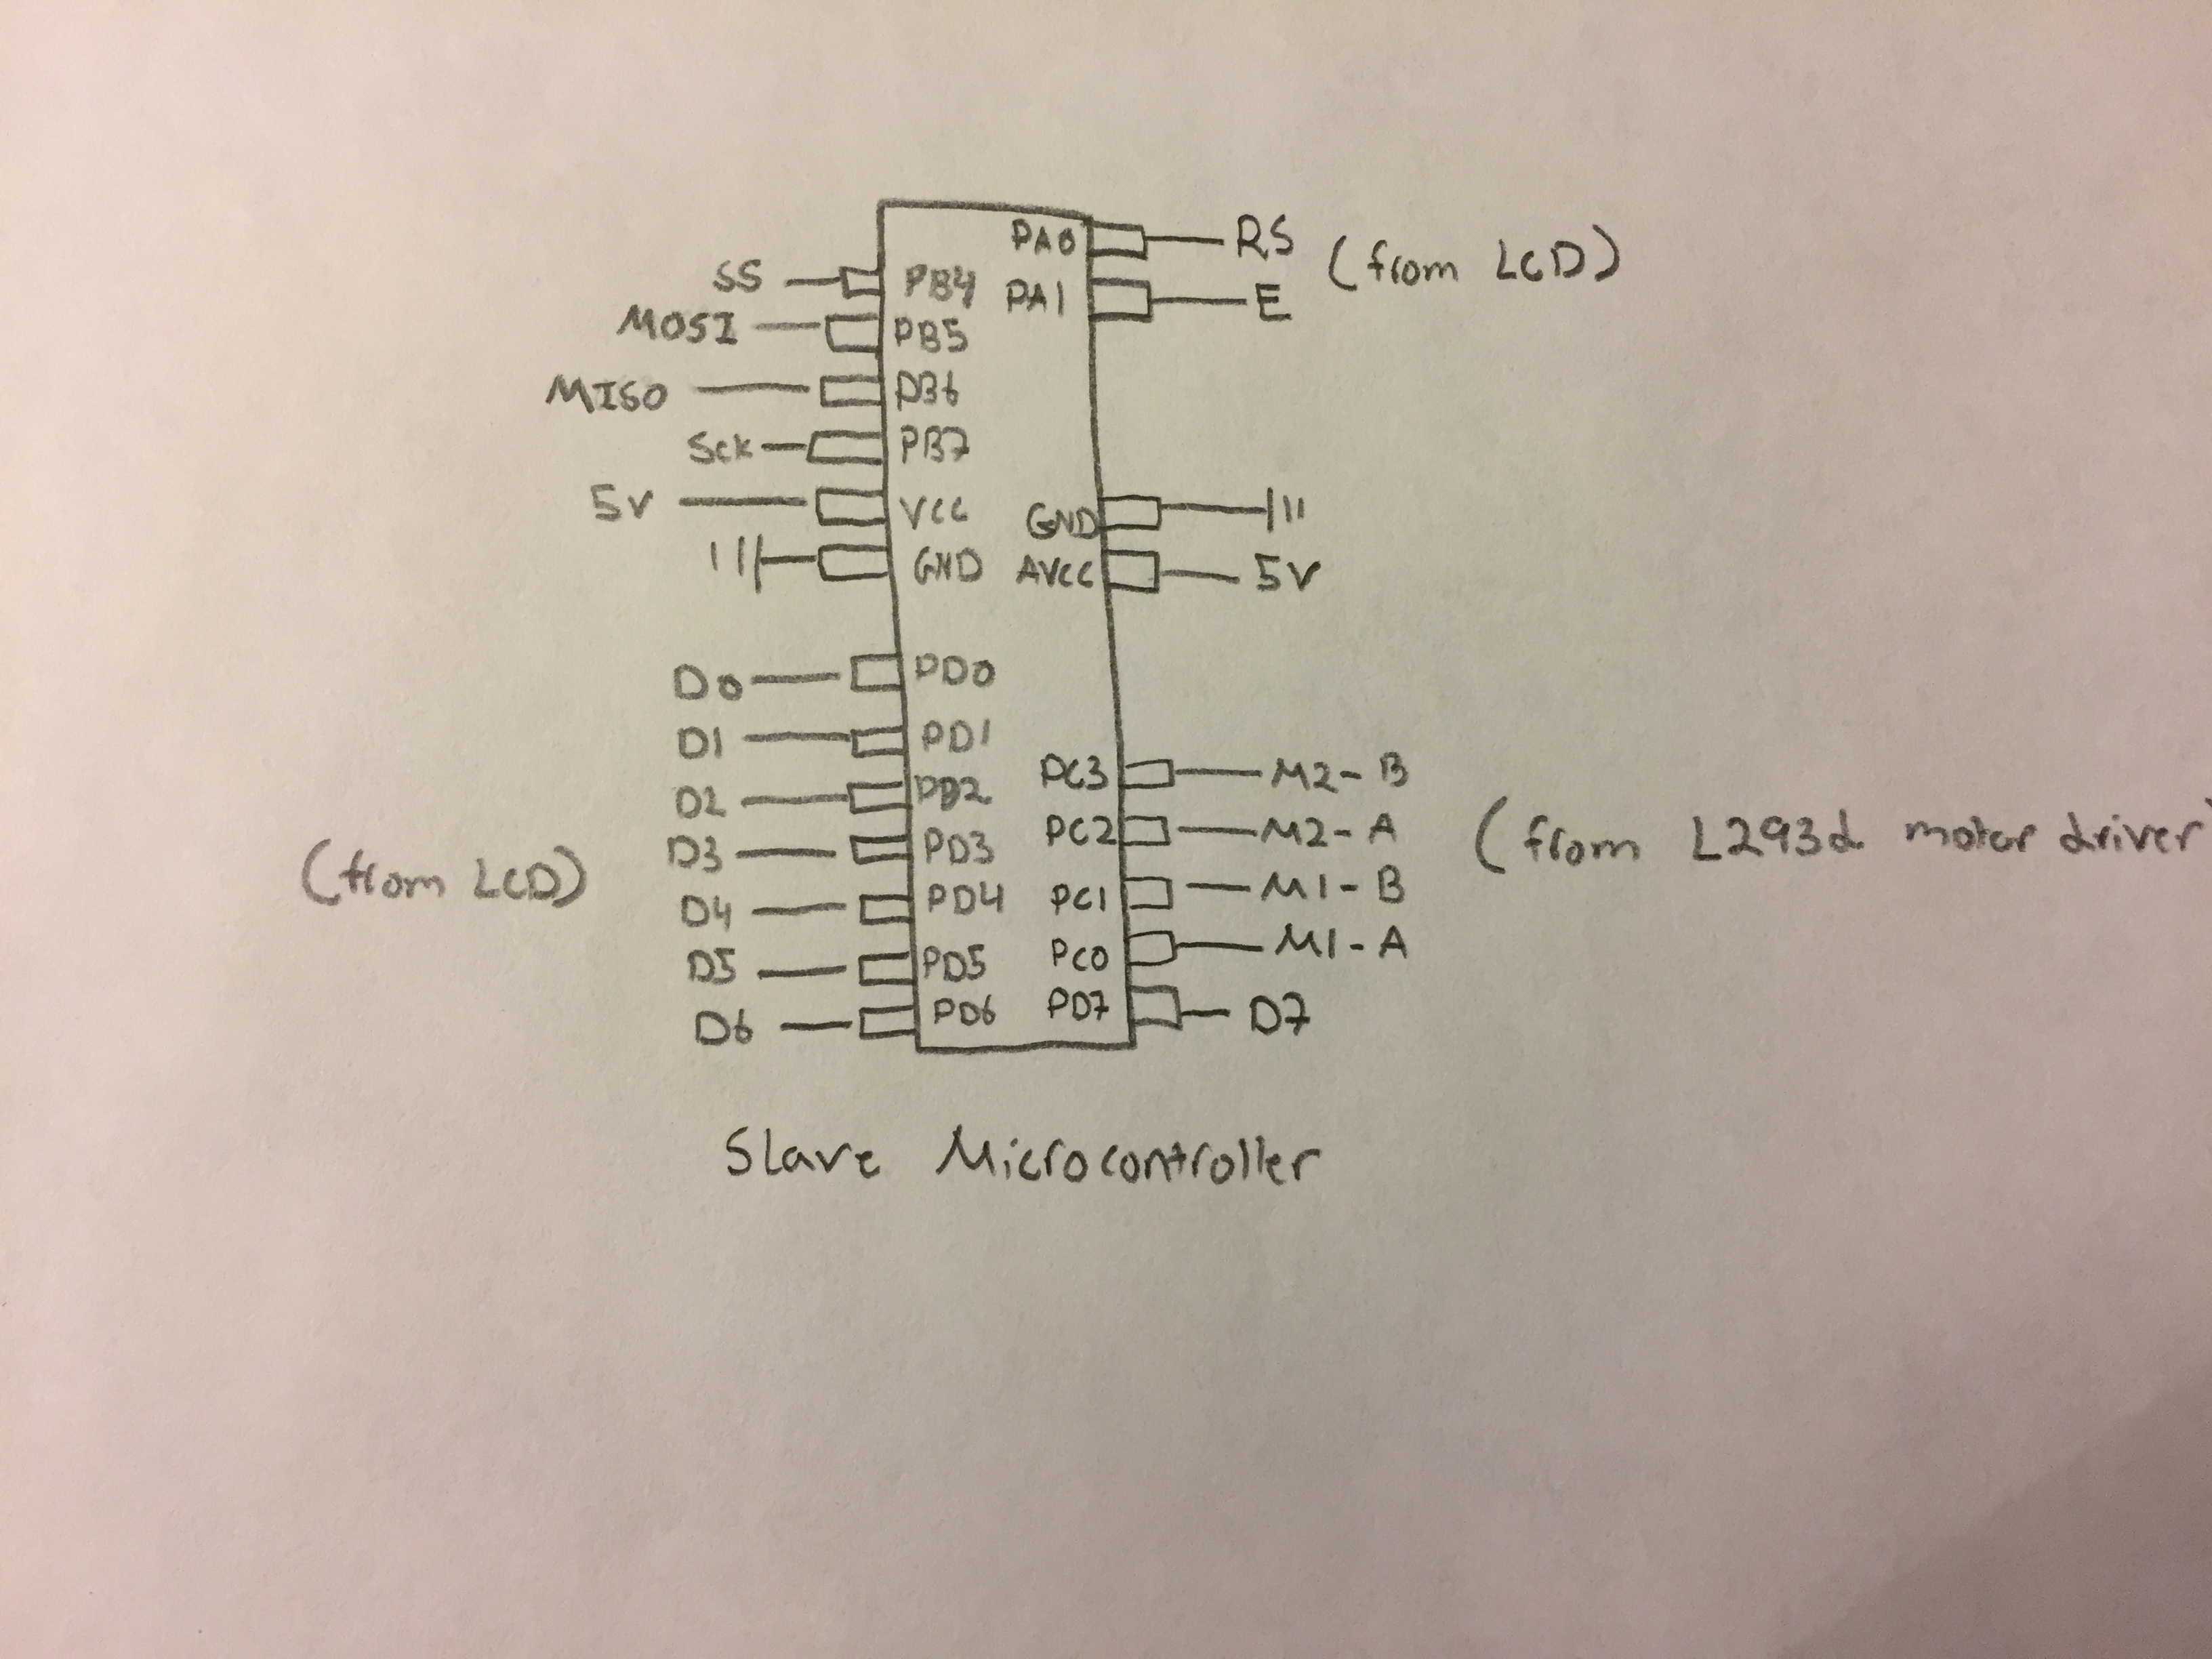 PA0 RS (from LCD)
SS PB4 PA1 E
MOSI PB5
MISO PB6
SCK PB7
5V VCC GND
GND AVCC 5V
D0 PD0
D1 PD1
D2 PD2 PC3 M2-B
D3 PD3 PC2 M2-A
(from LCD) (from L293d motor driver)
D4 PD4 PC1 M1-B
D5 PD5 PC0 M1-A
D6 PD6 PD7 D7
Slave Microcontroller